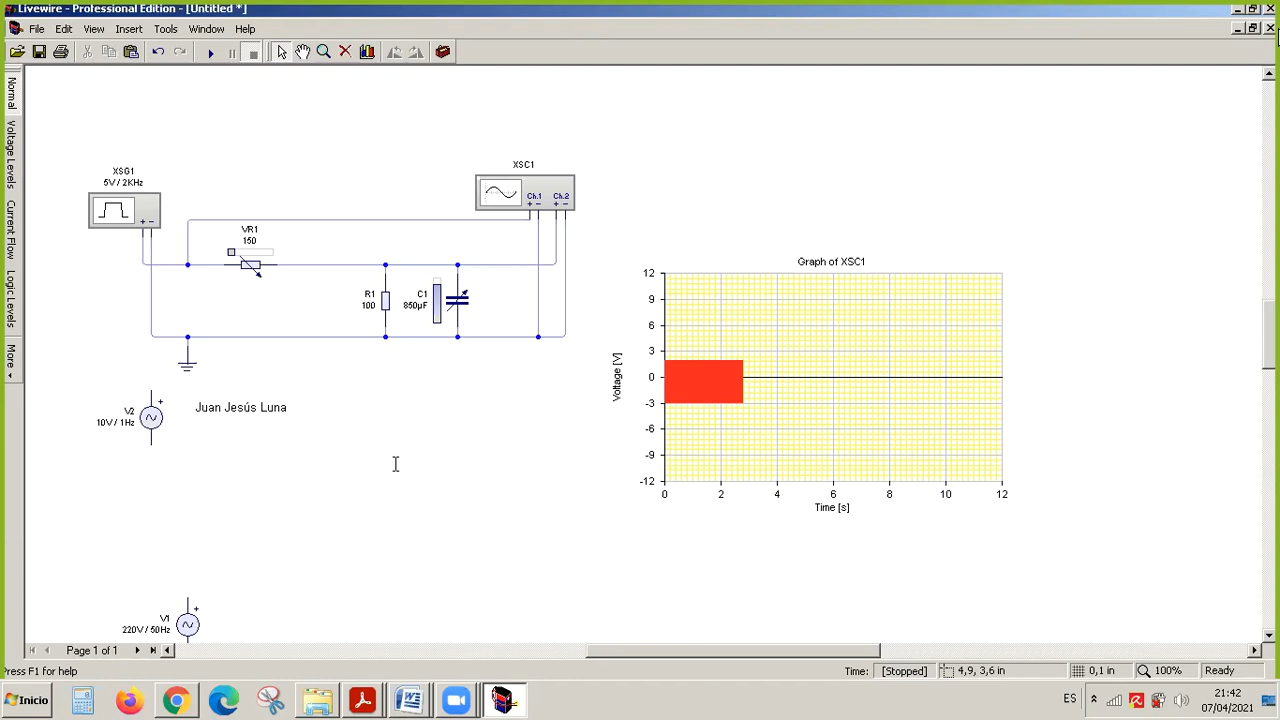 Livewire - Professional Edition - [Untitled *]
File Edit View Insert Tools Window Help
Normal
Voltage Levels
Current Flow
Logic Levels
More
XSG1
5V / 2KHz
XSC1
Ch.1 Ch.2
+ - + -
+ -
VR1
150
R1
100
C1
850µF
V2
10V / 1Hz
+
Juan Jesús Luna
V1
220V / 50Hz
+
Graph of XSC1
12
9
6
3
0
-3
-6
-9
-12
Voltage [V]
0 2 4 6 8 10 12
Time [s]
Page 1 of 1
Press F1 for help
Time: [Stopped] 4,9, 3,6 in 0,1 in 100% Ready
Inicio
ES
21:42
07/04/2021